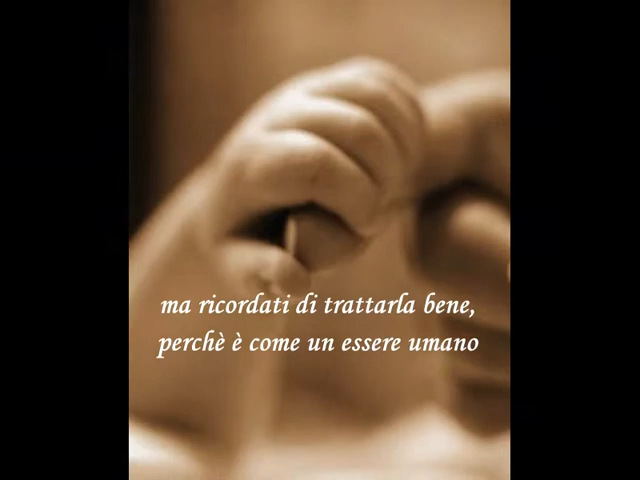 ma ricordati di trattarla bene,
perchè è come un essere umano